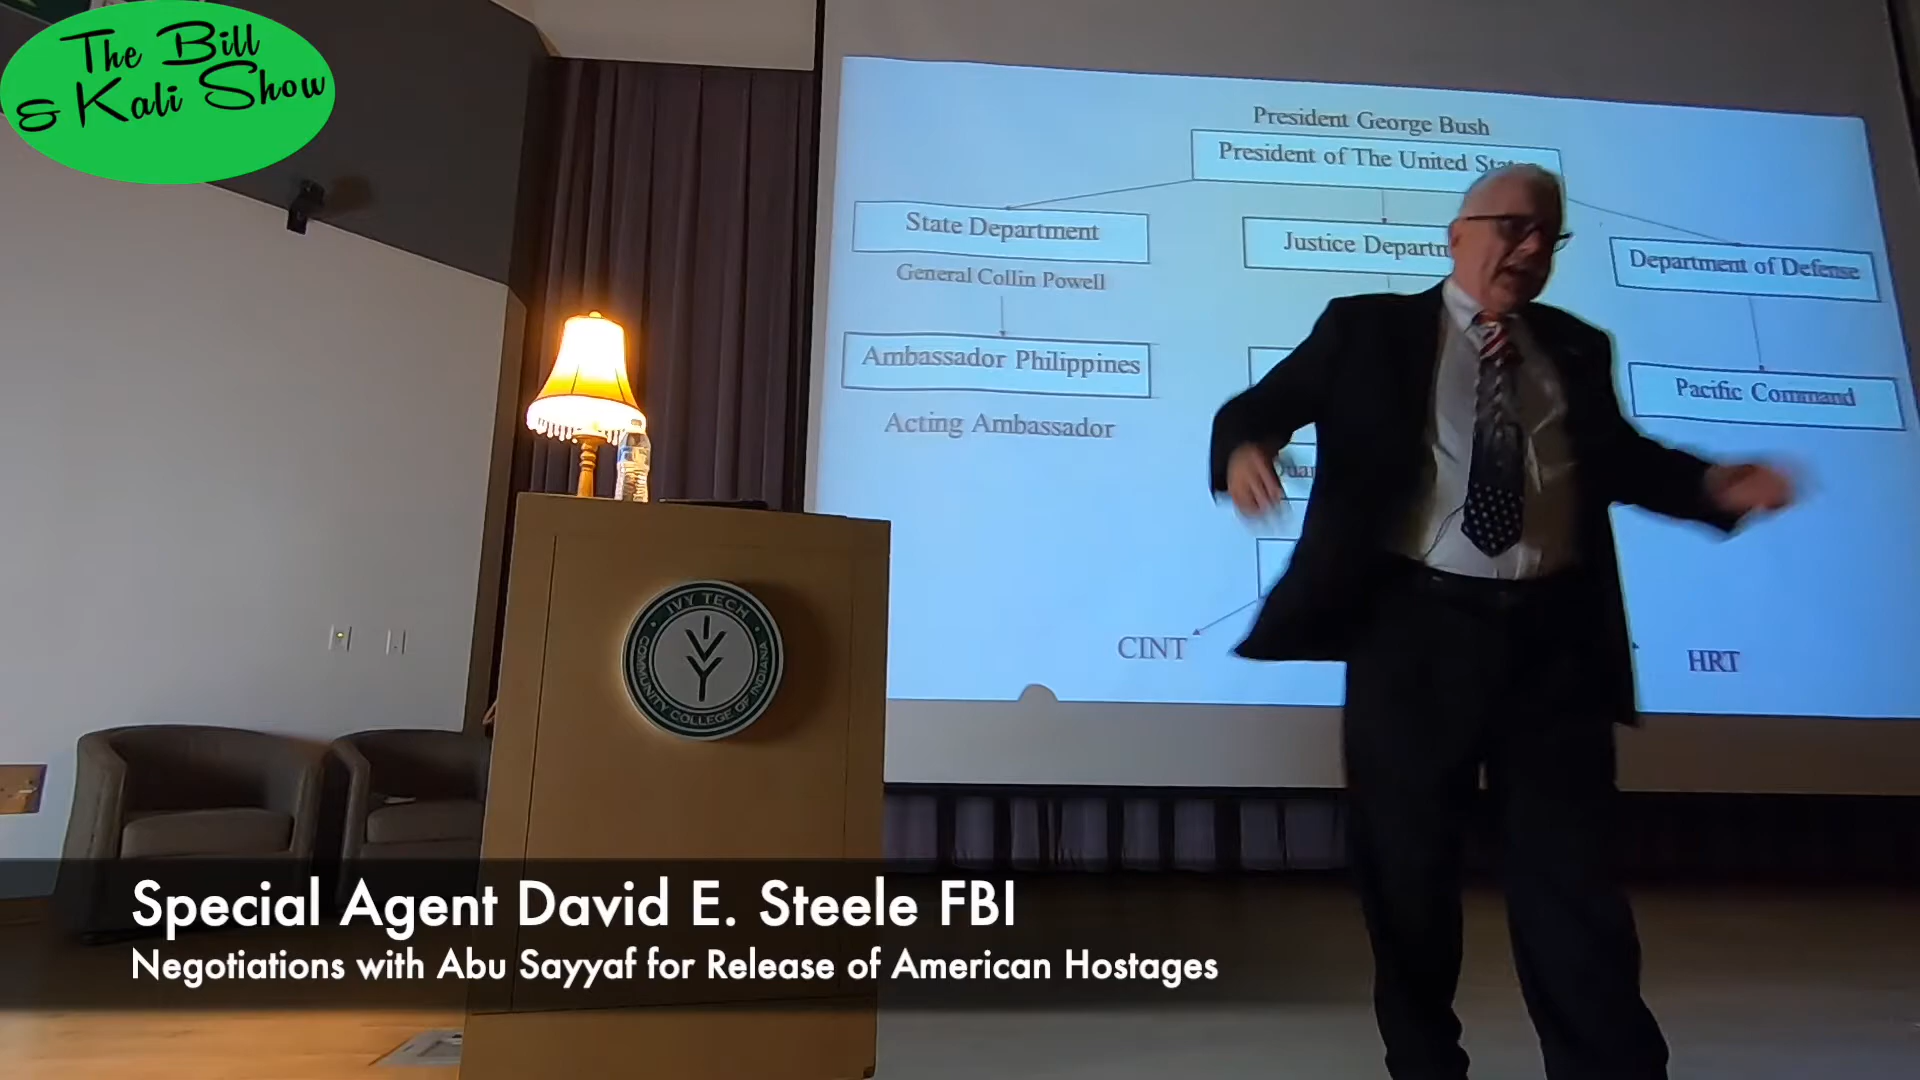 The Bill
& Kali Show
President George Bush
President of The United
State Department
Justice
Department of Defense
General Collin Powell
Ambassador Philippines
Pacific Command
Acting Ambassador
CINT
HRT
IVY TECH
COMMUNITY COLLEGE OF INDIANA
IVY
Special Agent David E. Steele FBI
Negotiations with Abu Sayyaf for Release of American Hostages